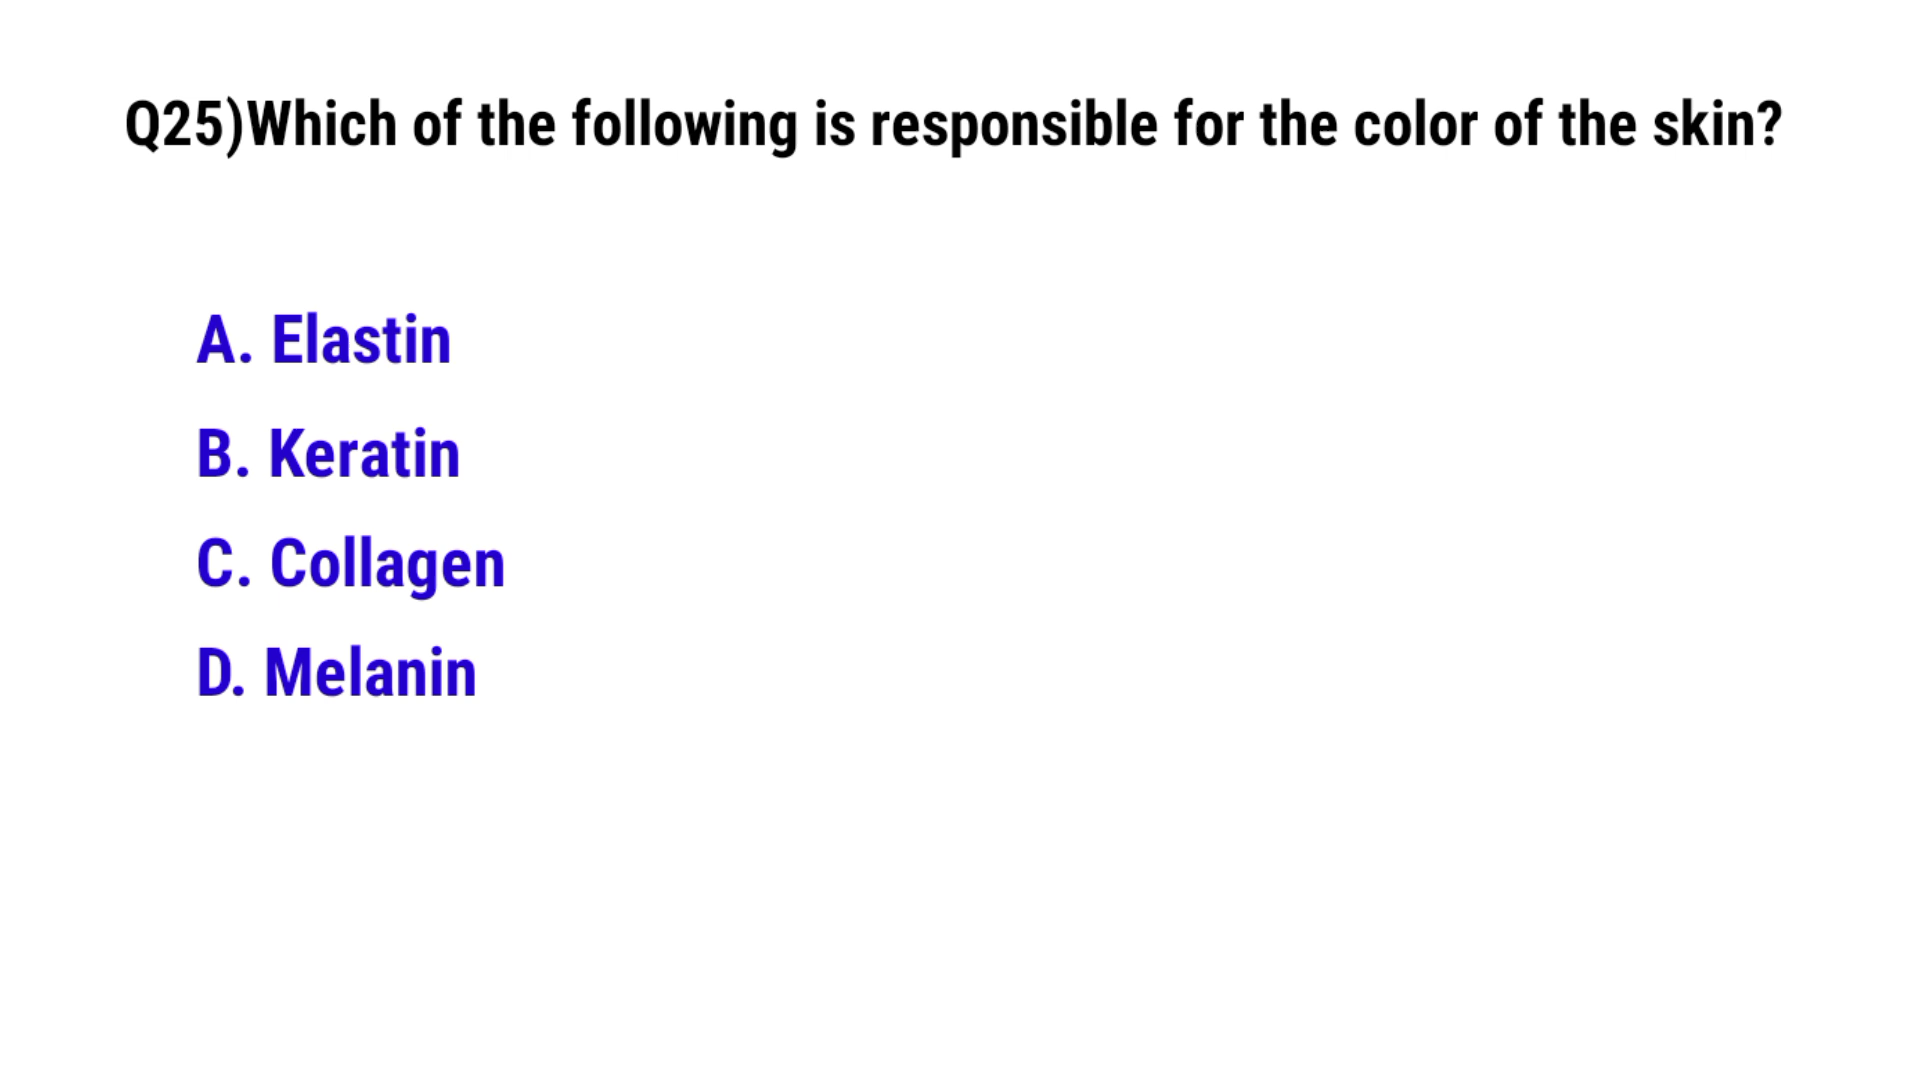 Q25)Which of the following is responsible for the color of the skin?
A. Elastin
B. Keratin
C. Collagen
D. Melanin